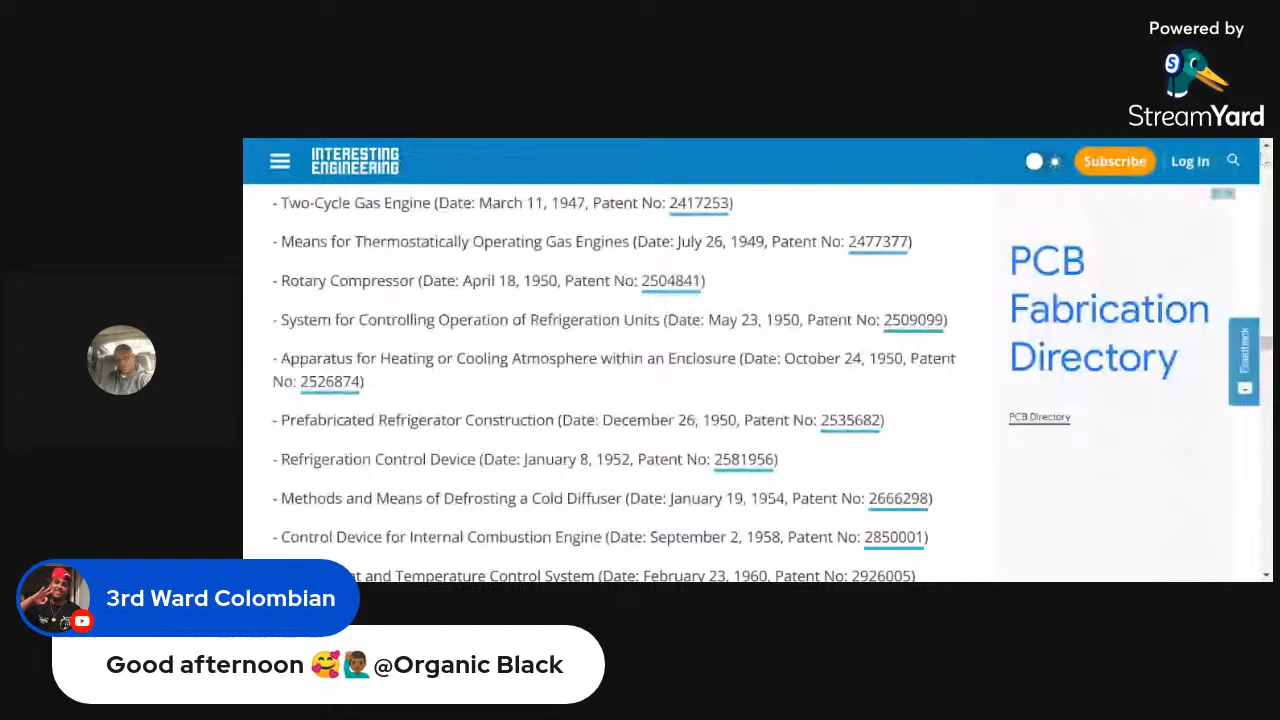 Powered by
StreamYard
INTERESTING
ENGINEERING
Subscribe
Log In
- Two-Cycle Gas Engine (Date: March 11, 1947, Patent No: 2417253)
- Means for Thermostatically Operating Gas Engines (Date: July 26, 1949, Patent No: 2477377)
- Rotary Compressor (Date: April 18, 1950, Patent No: 2504841)
- System for Controlling Operation of Refrigeration Units (Date: May 23, 1950, Patent No: 2509099)
- Apparatus for Heating or Cooling Atmosphere within an Enclosure (Date: October 24, 1950, Patent
No: 2526874)
- Prefabricated Refrigerator Construction (Date: December 26, 1950, Patent No: 2535682)
- Refrigeration Control Device (Date: January 8, 1952, Patent No: 2581956)
- Methods and Means of Defrosting a Cold Diffuser (Date: January 19, 1954, Patent No: 2666298)
- Control Device for Internal Combustion Engine (Date: September 2, 1958, Patent No: 2850001)
and Temperature Control System (Date: February 23, 1960, Patent No: 2926005)
PCB
Fabrication
Directory
PCB Directory
Feedback
3rd Ward Colombian
Good afternoon 🥰🙋🏾‍♂️ @Organic Black